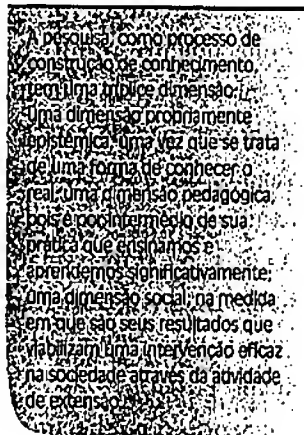 A pesquisa, como processo de
construção de conhecimento,
tem uma tríplice dimensão:
uma dimensão propriamente
epistêmica, uma vez que se trata
de uma forma de conhecer o
real; uma dimensão pedagógica,
pois é por intermédio de sua
prática que ensinamos e
aprendemos significativamente;
uma dimensão social, na medida
em que são seus resultados que
viabilizam uma intervenção eficaz
na sociedade através da atividade
de extensão.